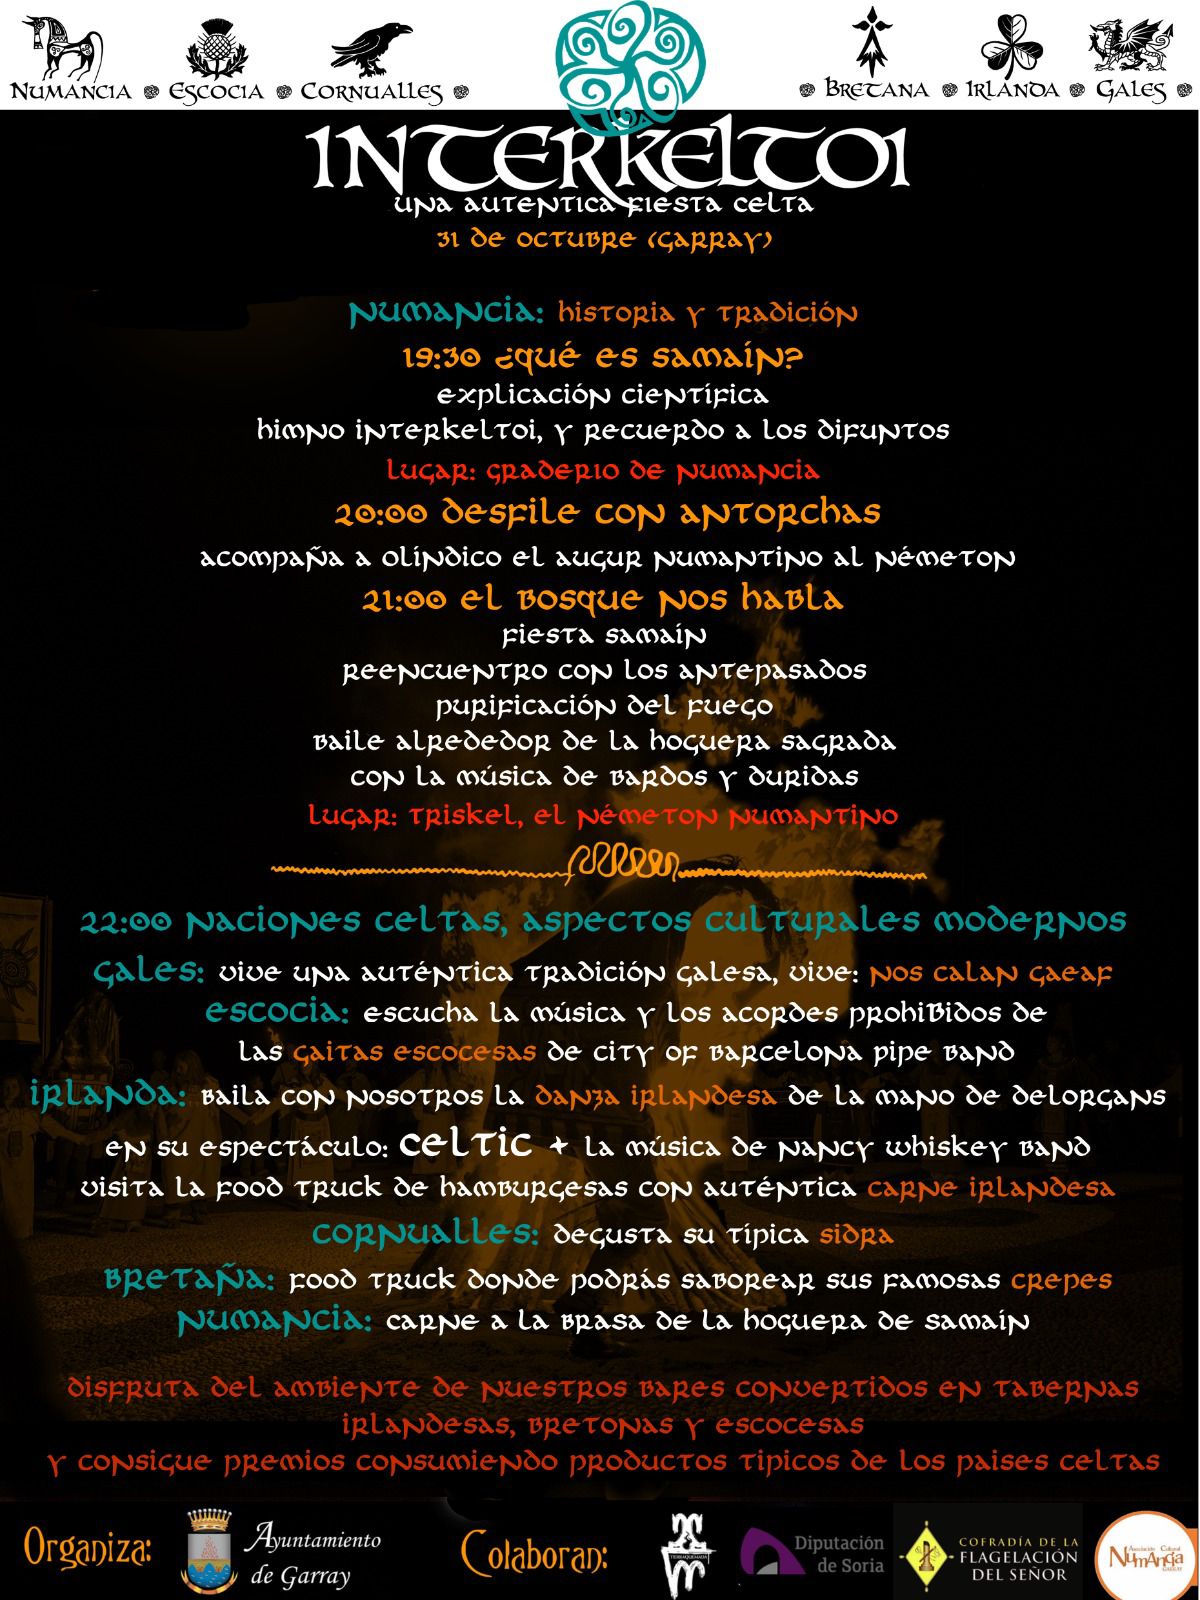 Numancia Escocia Cornualles Bretana Irlanda Gales
INTERKELTOI
una autentica fiesta celta
31 de octubre (Garray)
Numancia: historia y tradición
19:30 ¿qué es samaín?
explicación científica
himno interkeltoi, y recuerdo a los difuntos
lugar: graderio de Numancia
20:00 desfile con antorchas
acompaña a Olíndico el augur numantino al németon
21:00 el bosque nos habla
fiesta samaín
reencuentro con los antepasados
purificación del fuego
baile alrededor de la hoguera sagrada
con la música de bardos y duridas
lugar: triskel, el németon numantino
22:00 naciones celtas, aspectos culturales modernos
Gales: vive una auténtica tradición galesa, vive: nos calan gaeaf
escocia: escucha la música y los acordes prohibidos de
las gaitas escocesas de city of barcelona pipe band
irlanda: baila con nosotros la danza irlandesa de la mano de delorgans
en su espectáculo: celtic + la música de nancy whiskey band
visita la food truck de hamburgesas con auténtica carne irlandesa
cornualles: degusta su típica sidra
bretaña: food truck donde podrás saborear sus famosas crepes
numancia: carne a la brasa de la hoguera de samaín
disfruta del ambiente de nuestros bares convertidos en tabernas
irlandesas, bretonas y escocesas
y consigue premios consumiendo productos tipicos de los paises celtas
Organiza: Ayuntamiento de Garray Colaboran: TIERRAQUEMADA Diputación de Soria COFRADÍA DE LA FLAGELACIÓN DEL SEÑOR Asociación Cultural Numanga GARRAY